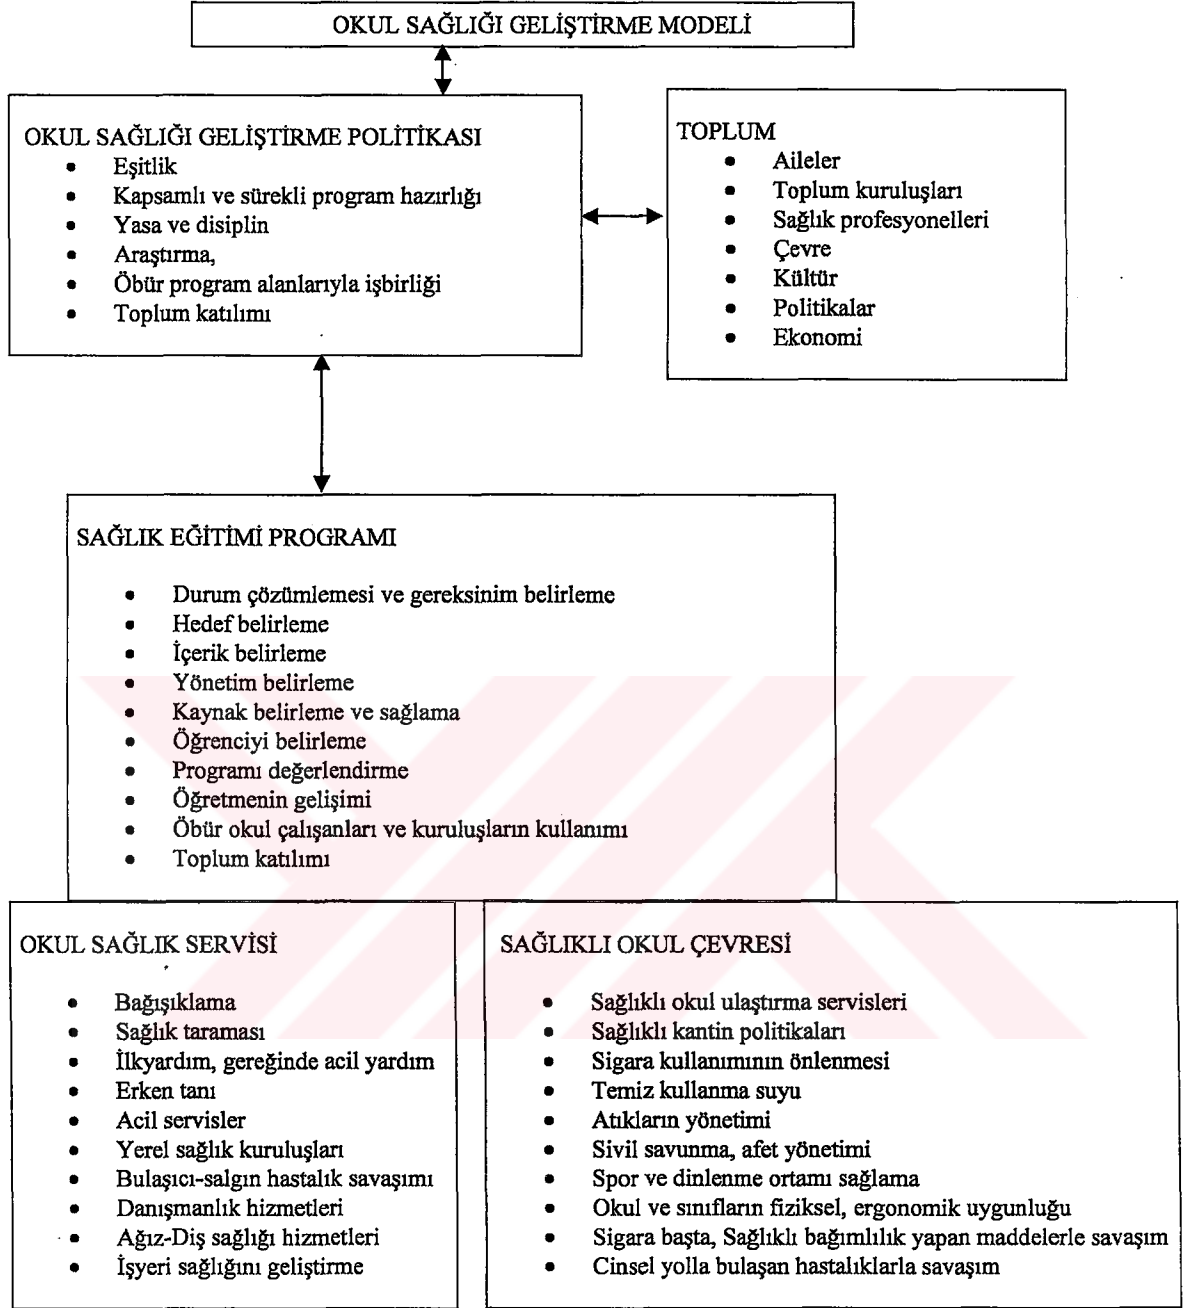 OKUL SAĞLIĞI GELİŞTİRME MODELİ
OKUL SAĞLIĞI GELİŞTİRME POLİTİKASI
• Eşitlik
• Kapsamlı ve sürekli program hazırlığı
• Yasa ve disiplin
• Araştırma,
• Öbür program alanlarıyla işbirliği
• Toplum katılımı
TOPLUM
• Aileler
• Toplum kuruluşları
• Sağlık profesyonelleri
• Çevre
• Kültür
• Politikalar
• Ekonomi
SAĞLIK EĞİTİMİ PROGRAMI
• Durum çözümlemesi ve gereksinim belirleme
• Hedef belirleme
• İçerik belirleme
• Yönetim belirleme
• Kaynak belirleme ve sağlama
• Öğrenciyi belirleme
• Programı değerlendirme
• Öğretmenin gelişimi
• Öbür okul çalışanları ve kuruluşların kullanımı
• Toplum katılımı
OKUL SAĞLIK SERVİSİ
• Bağışıklama
• Sağlık taraması
• İlkyardım, gereğinde acil yardım
• Erken tanı
• Acil servisler
• Yerel sağlık kuruluşları
• Bulaşıcı-salgın hastalık savaşımı
• Danışmanlık hizmetleri
• Ağız-Diş sağlığı hizmetleri
• İşyeri sağlığını geliştirme
SAĞLIKLI OKUL ÇEVRESİ
• Sağlıklı okul ulaştırma servisleri
• Sağlıklı kantin politikaları
• Sigara kullanımının önlenmesi
• Temiz kullanma suyu
• Atıkların yönetimi
• Sivil savunma, afet yönetimi
• Spor ve dinlenme ortamı sağlama
• Okul ve sınıfların fiziksel, ergonomik uygunluğu
• Sigara başta, Sağlıklı bağımlılık yapan maddelerle savaşım
• Cinsel yolla bulaşan hastalıklarla savaşım